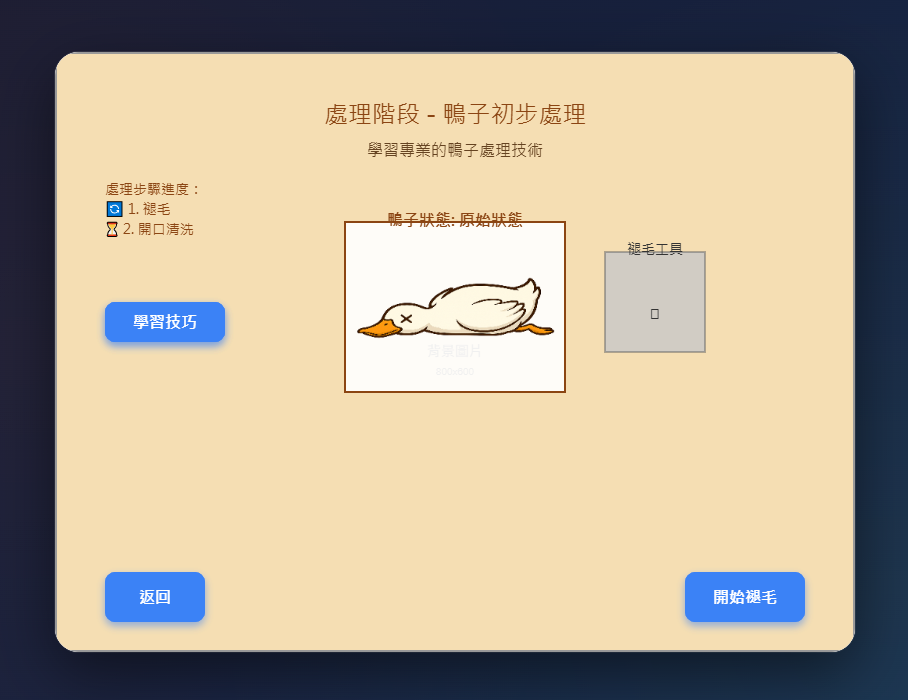 處理階段 - 鴨子初步處理
學習專業的鴨子處理技術
處理步驟進度：
1. 褪毛
2. 開口清洗
鴨子狀態: 原始狀態
褪毛工具
背景圖片
800x600
學習技巧
返回
開始褪毛